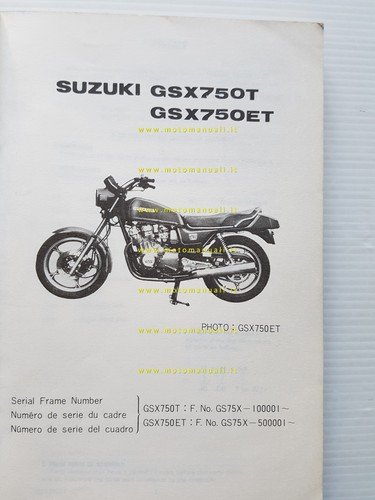 SUZUKI GSX750T
GSX750ET
www.motomanuali.it
www.motomanuali.it
www.motomanuali.it
www.motomanuali.it
www.motomanuali.it
PHOTO : GSX750ET
www.motomanuali.it
Serial Frame Number
Numéro de serie du cadre
Número de serie del cuadro
GSX750T : F. No. GS75X-100001~
GSX750ET : F. No. GS75X-500001~